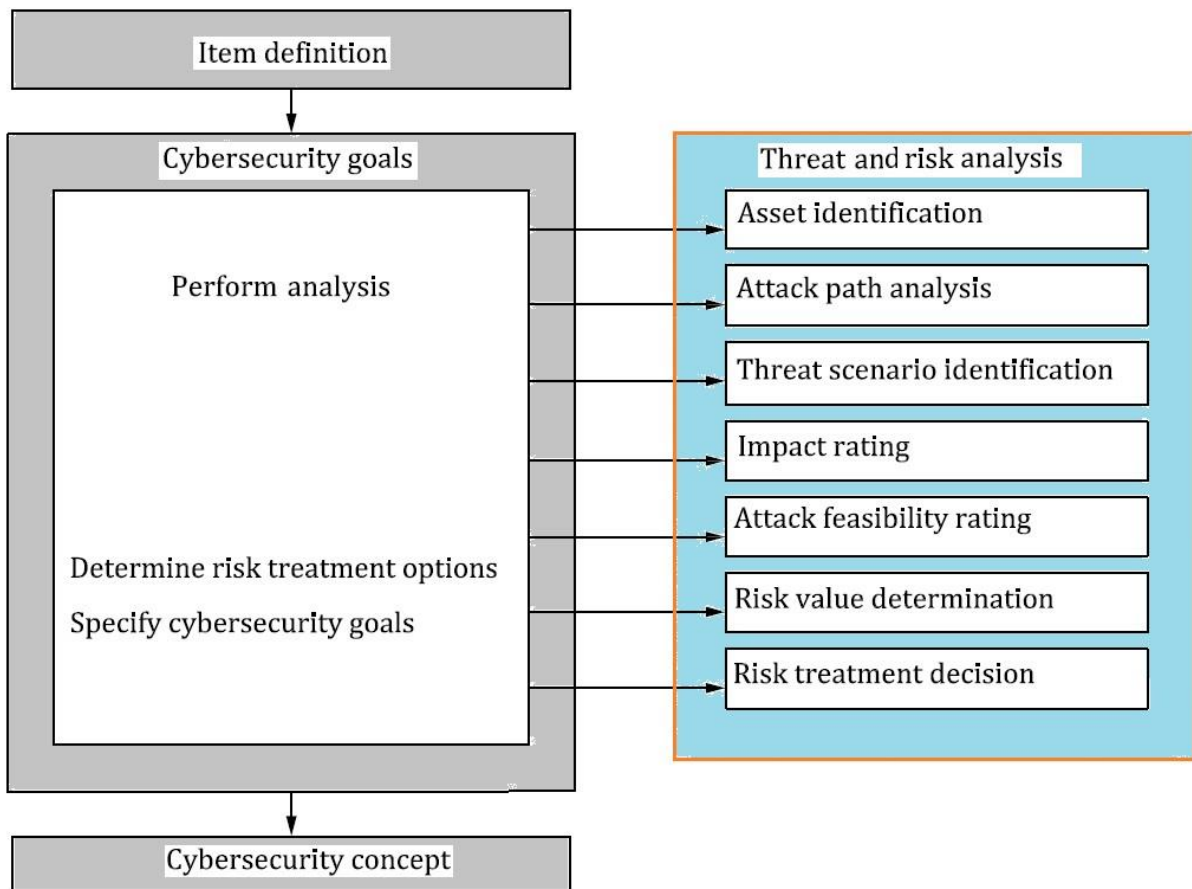 Item definition
Cybersecurity goals
Perform analysis
Determine risk treatment options
Specify cybersecurity goals
Threat and risk analysis
Asset identification
Attack path analysis
Threat scenario identification
Impact rating
Attack feasibility rating
Risk value determination
Risk treatment decision
Cybersecurity concept